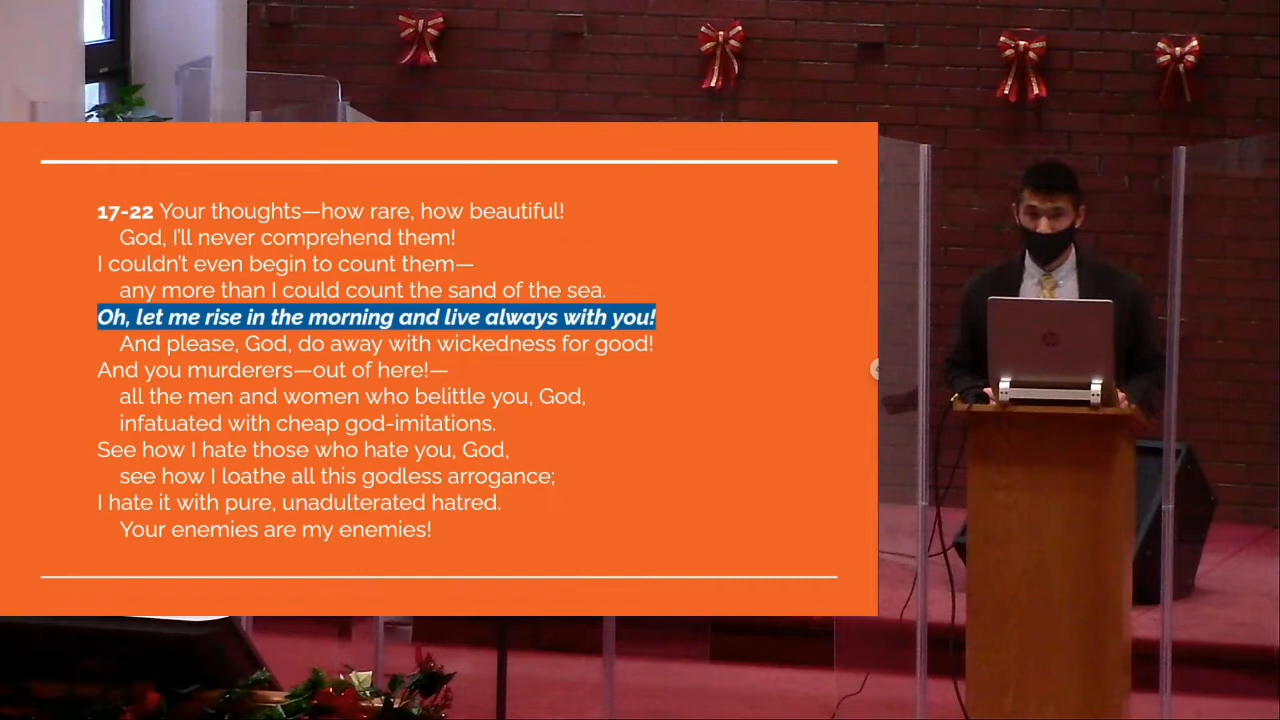 17-22 Your thoughts—how rare, how beautiful!
God, I'll never comprehend them!
I couldn't even begin to count them—
any more than I could count the sand of the sea.
Oh, let me rise in the morning and live always with you!
And please, God, do away with wickedness for good!
And you murderers—out of here!—
all the men and women who belittle you, God,
infatuated with cheap god-imitations.
See how I hate those who hate you, God,
see how I loathe all this godless arrogance;
I hate it with pure, unadulterated hatred.
Your enemies are my enemies!
hp